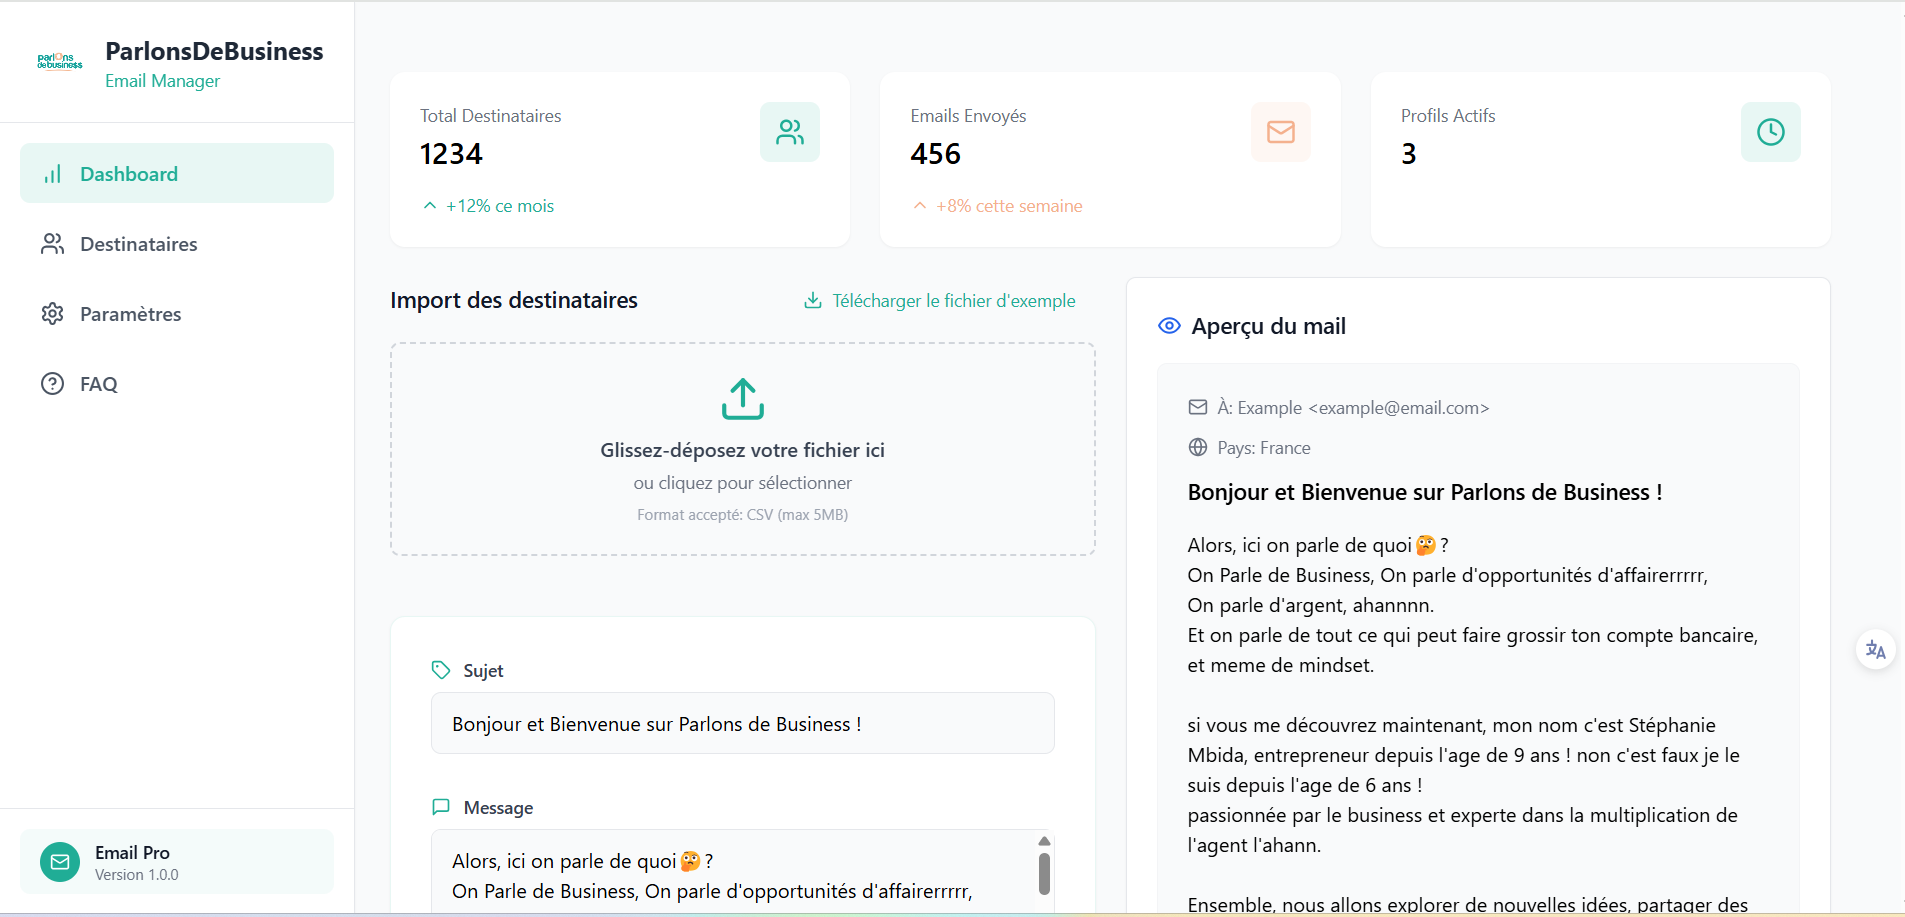 parlons
de business
ParlonsDeBusiness
Email Manager
Dashboard
Destinataires
Paramètres
FAQ
Email Pro
Version 1.0.0
Total Destinataires
1234
+12% ce mois
Emails Envoyés
456
+8% cette semaine
Profils Actifs
3
Import des destinataires
Télécharger le fichier d'exemple
Glissez-déposez votre fichier ici
ou cliquez pour sélectionner
Format accepté: CSV (max 5MB)
Sujet
Bonjour et Bienvenue sur Parlons de Business !
Message
Alors, ici on parle de quoi🤔?
On Parle de Business, On parle d'opportunités d'affairerrrrr,
Aperçu du mail
À: Example <example@email.com>
Pays: France
Bonjour et Bienvenue sur Parlons de Business !
Alors, ici on parle de quoi🤔?
On Parle de Business, On parle d'opportunités d'affairerrrrr,
On parle d'argent, ahannnn.
Et on parle de tout ce qui peut faire grossir ton compte bancaire,
et meme de mindset.
si vous me découvrez maintenant, mon nom c'est Stéphanie
Mbida, entrepreneur depuis l'age de 9 ans ! non c'est faux je le
suis depuis l'age de 6 ans !
passionnée par le business et experte dans la multiplication de
l'agent l'ahann.
Ensemble, nous allons explorer de nouvelles idées, partager des